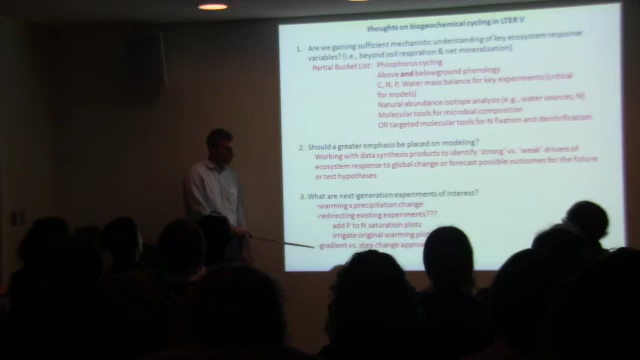 thoughts on biogeochemical cycling in LTER V
1. Are we gaining sufficient mechanistic understanding of key ecosystem response
variables? [i.e., beyond soil respiration & net mineralization]
Partial Bucket List: Phosphorus cycling
Above and belowground phenology
C, N, P, Water mass balance for key experiments (critical
for models)
Natural abundance isotope analysis (e.g., water sources, N)
Molecular tools for microbial composition
OR targeted molecular tools for N fixation and denitrification
2. Should a greater emphasis be placed on modeling?
Working with data synthesis products to identify 'strong' vs. 'weak' drivers of
ecosystem response to global change or forecast possible outcomes for the future
or test hypotheses
3. What are next-generation experiments of interest?
-warming x precipitation change
-redirecting existing experiments???
add P to N saturation plots
irrigate original warming plots
-gradient vs. step change